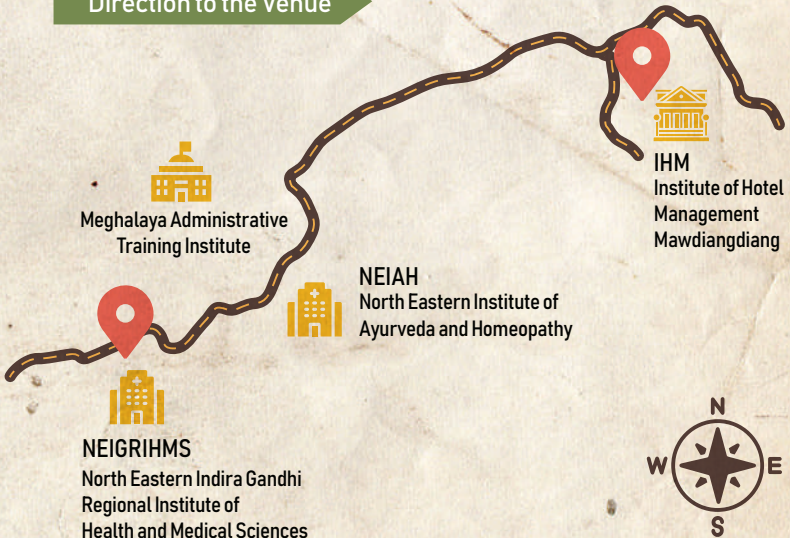 Direction to the Venue
IHM
Institute of Hotel
Management
Mawdiangdiang
Meghalaya Administrative
Training Institute
NEIAH
North Eastern Institute of
Ayurveda and Homeopathy
NEIGRIHMS
North Eastern Indira Gandhi
Regional Institute of
Health and Medical Sciences
N
W
E
S